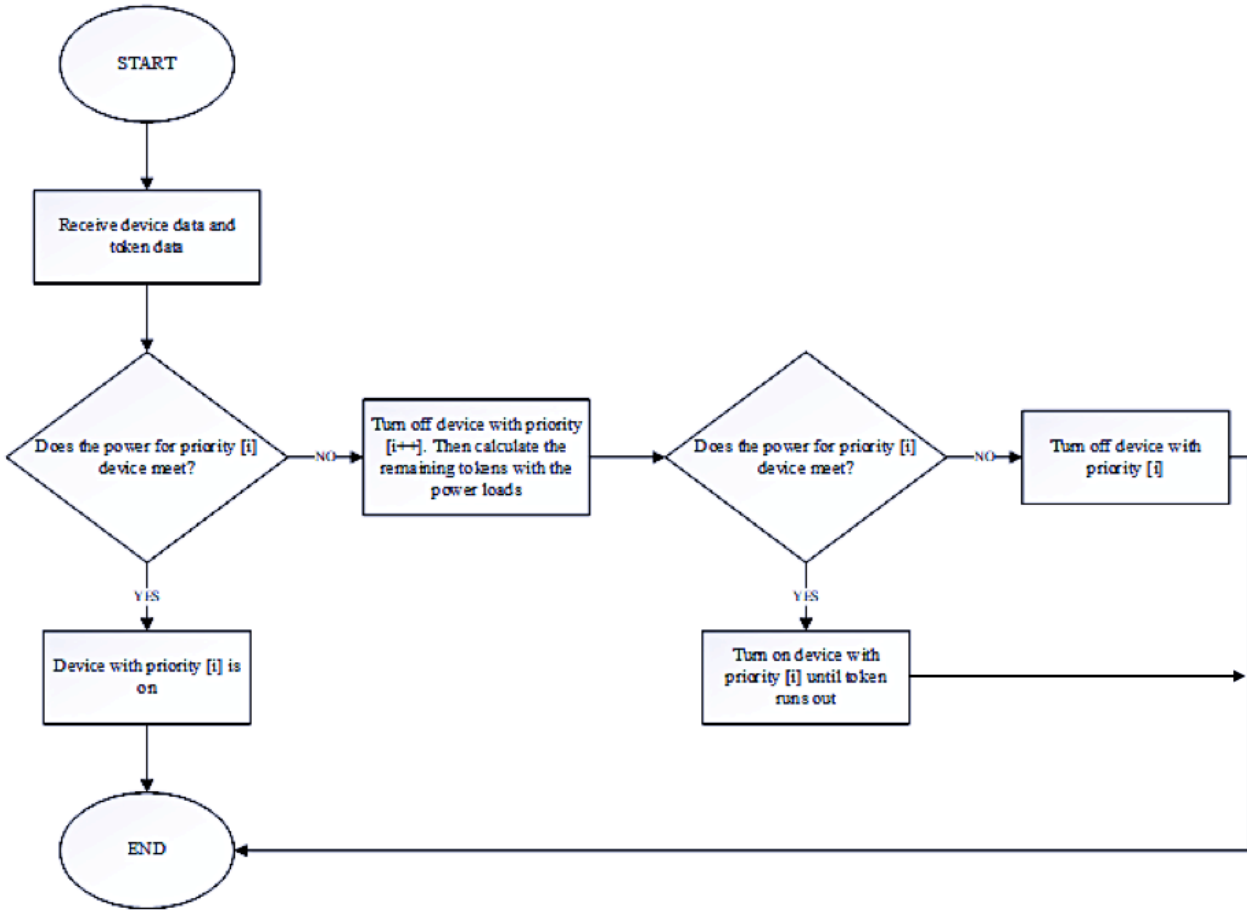 START
Receive device data and
token data
Does the power for priority [i]
device meet?
NO
Turn off device with priority
[i++]. Then calculate the
remaining tokens with the
power loads
Does the power for priority [i]
device meet?
NO
Turn off device with
priority [i]
YES
Device with priority [i] is
on
YES
Turn on device with
priority [i] until token
runs out
END